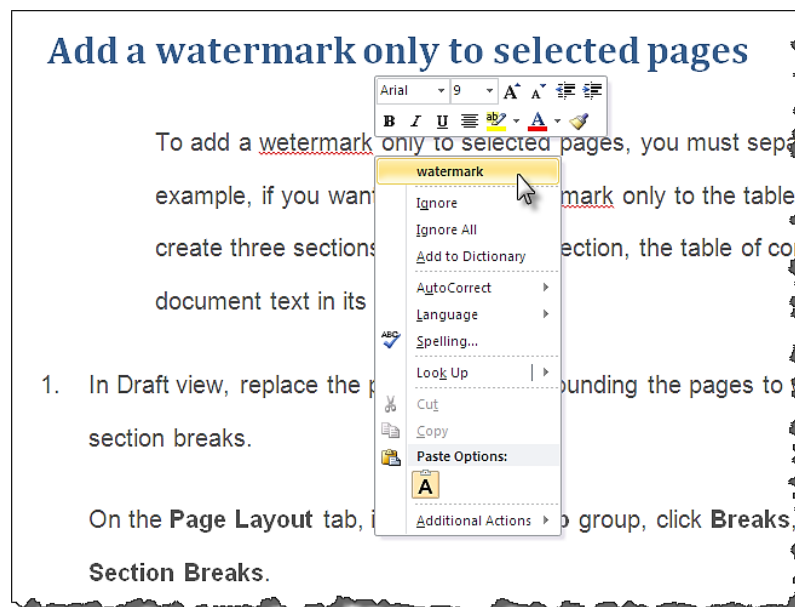 Add a watermark only to selected pages
Arial 9 A A
B I U ab A
To add a wetermark only to selected pages, you must sepa
watermark
example, if you wan mark only to the table
Ignore
Ignore All
create three sections ection, the table of co
Add to Dictionary
AutoCorrect
document text in its
Language
ABC Spelling...
Look Up
1. In Draft view, replace the p ounding the pages to
Cut
Copy
section breaks.
Paste Options:
A
On the Page Layout tab, i p group, click Breaks,
Additional Actions
Section Breaks.